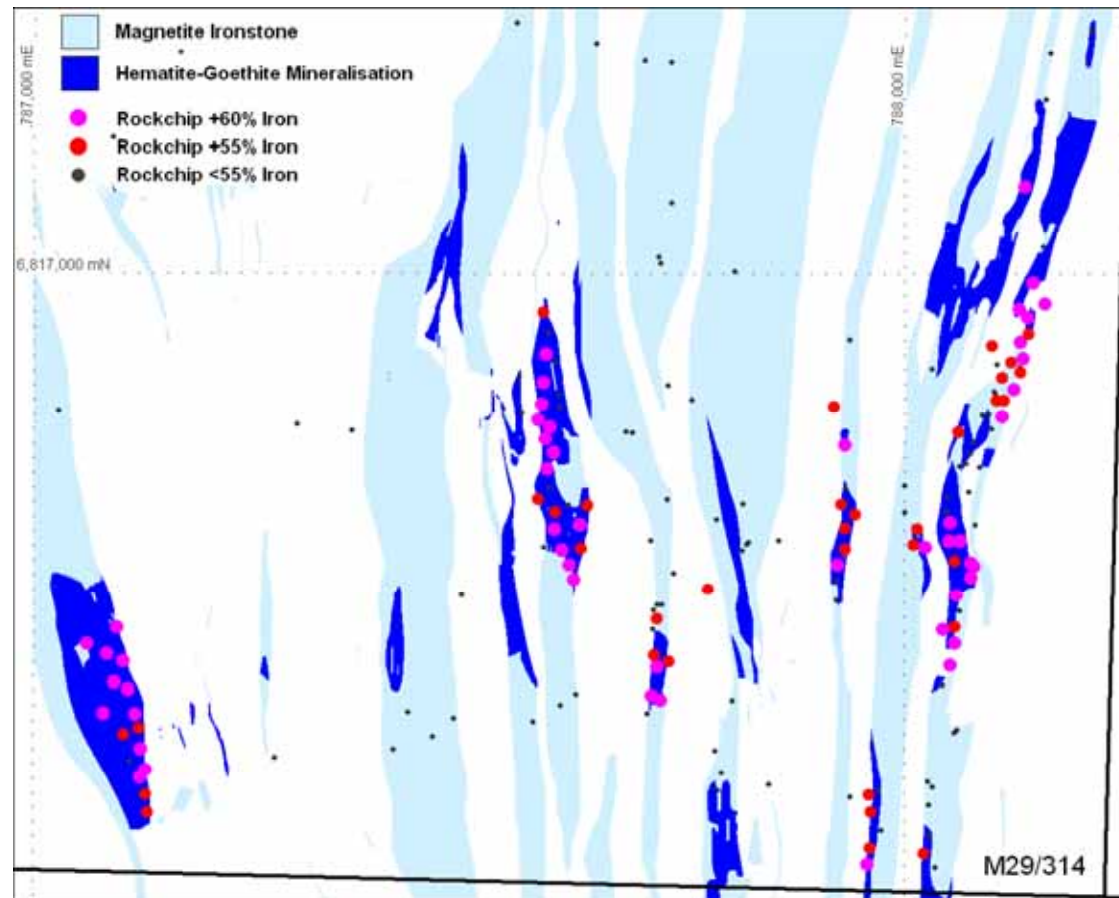 Magnetite Ironstone
Hematite-Goethite Mineralisation
Rockchip +60% Iron
Rockchip +55% Iron
Rockchip <55% Iron
787,000 mE
788,000 mE
6,817,000 mN
M29/314